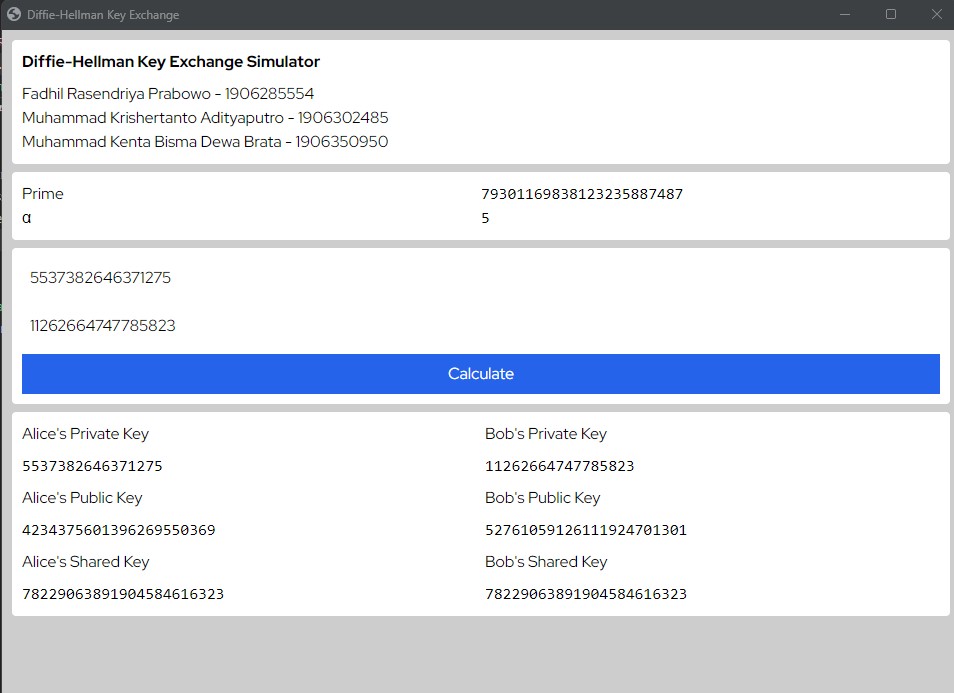 Diffie-Hellman Key Exchange
Diffie-Hellman Key Exchange Simulator
Fadhil Rasendriya Prabowo - 1906285554
Muhammad Krishertanto Adityaputro - 1906302485
Muhammad Kenta Bisma Dewa Brata - 1906350950
Prime 79301169838123235887487
α 5
5537382646371275
11262664747785823
Calculate
Alice's Private Key Bob's Private Key
5537382646371275 11262664747785823
Alice's Public Key Bob's Public Key
4234375601396269550369 52761059126111924701301
Alice's Shared Key Bob's Shared Key
78229063891904584616323 78229063891904584616323